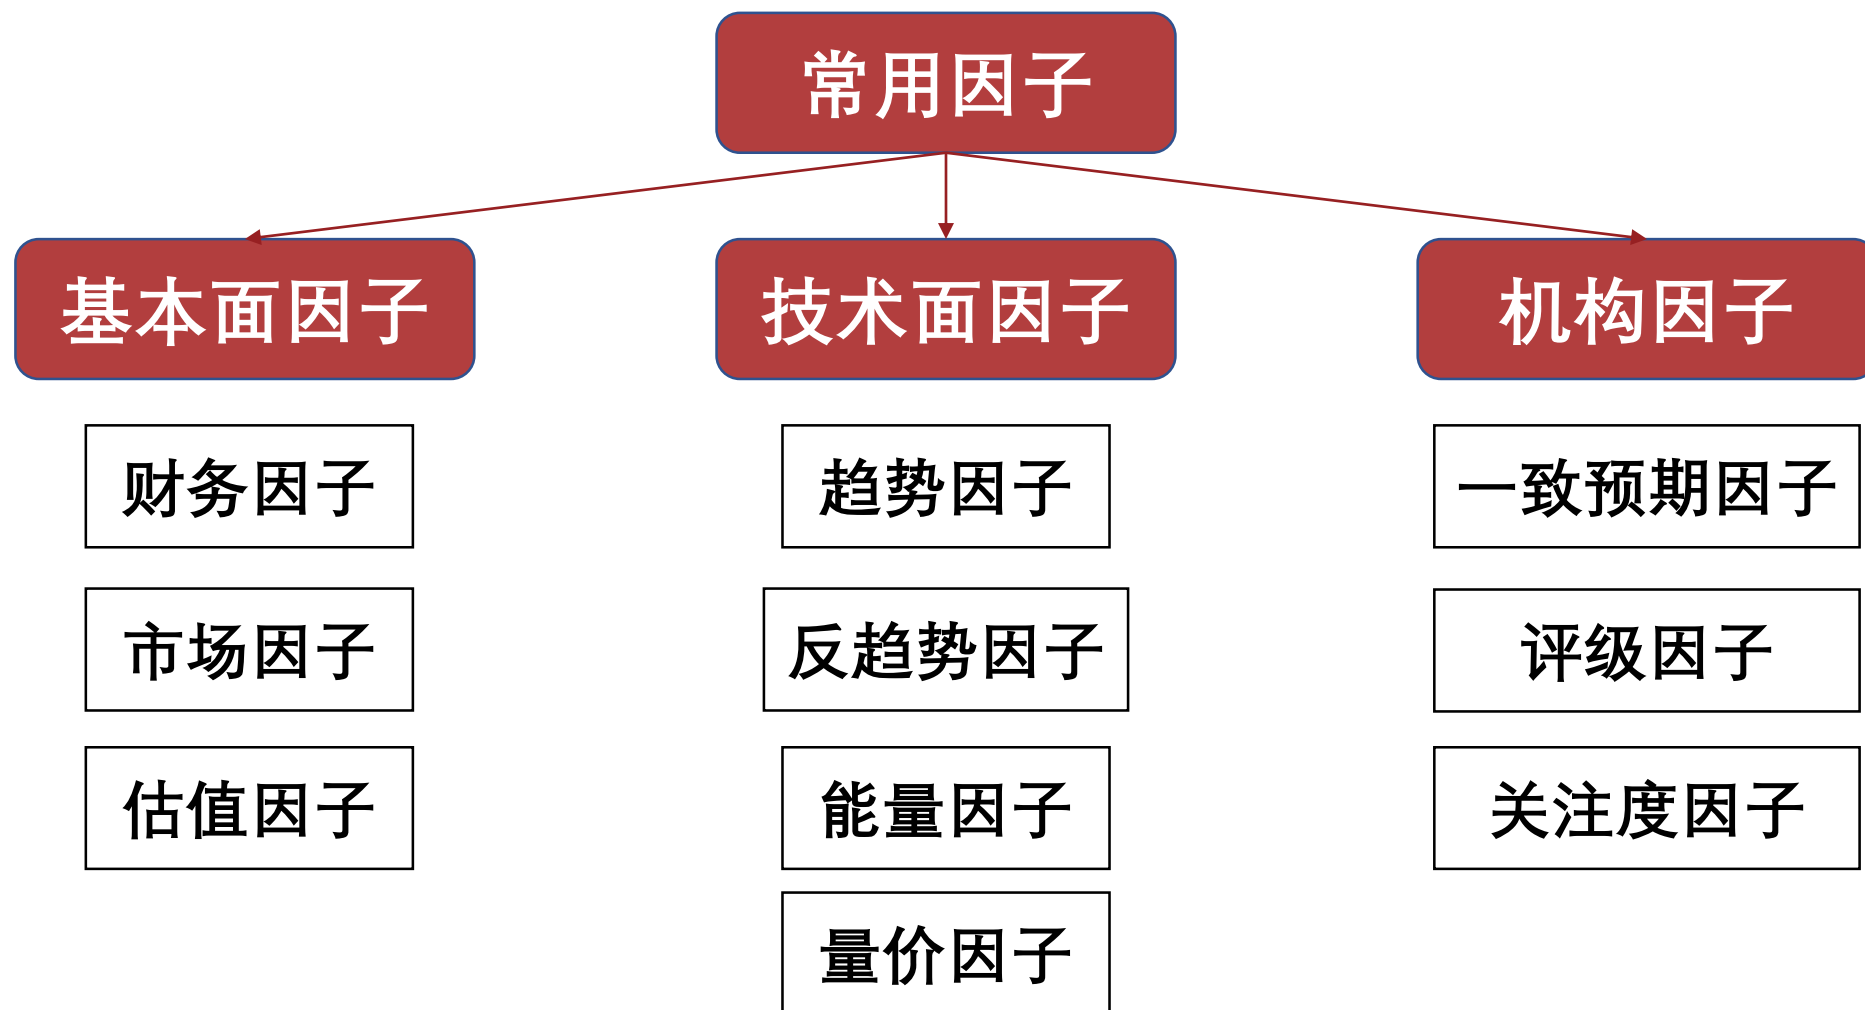 常用因子
基本面因子
技术面因子
机构因子
财务因子
趋势因子
一致预期因子
市场因子
反趋势因子
评级因子
估值因子
能量因子
关注度因子
量价因子